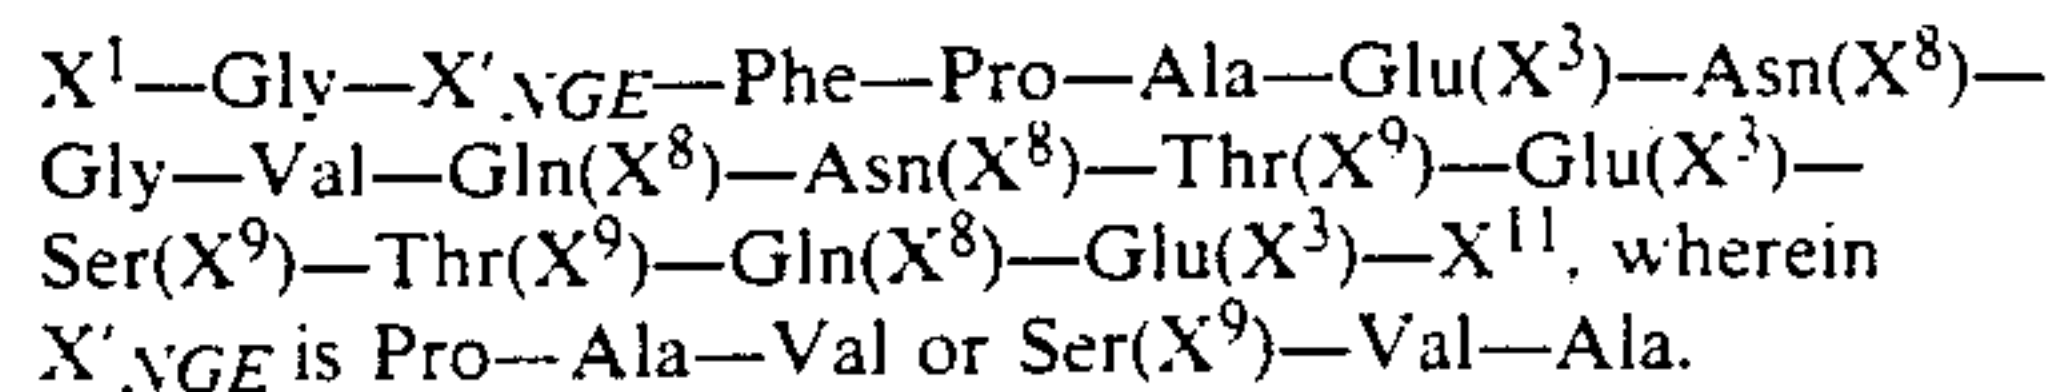 X¹—Gly—X'NGE—Phe—Pro—Ala—Glu(X³)—Asn(X⁸)—
Gly—Val—Gln(X⁸)—Asn(X⁸)—Thr(X⁹)—Glu(X³)—
Ser(X⁹)—Thr(X⁹)—Gln(X⁸)—Glu(X³)—X¹¹, wherein
X'NGE is Pro—Ala—Val or Ser(X⁹)—Val—Ala.